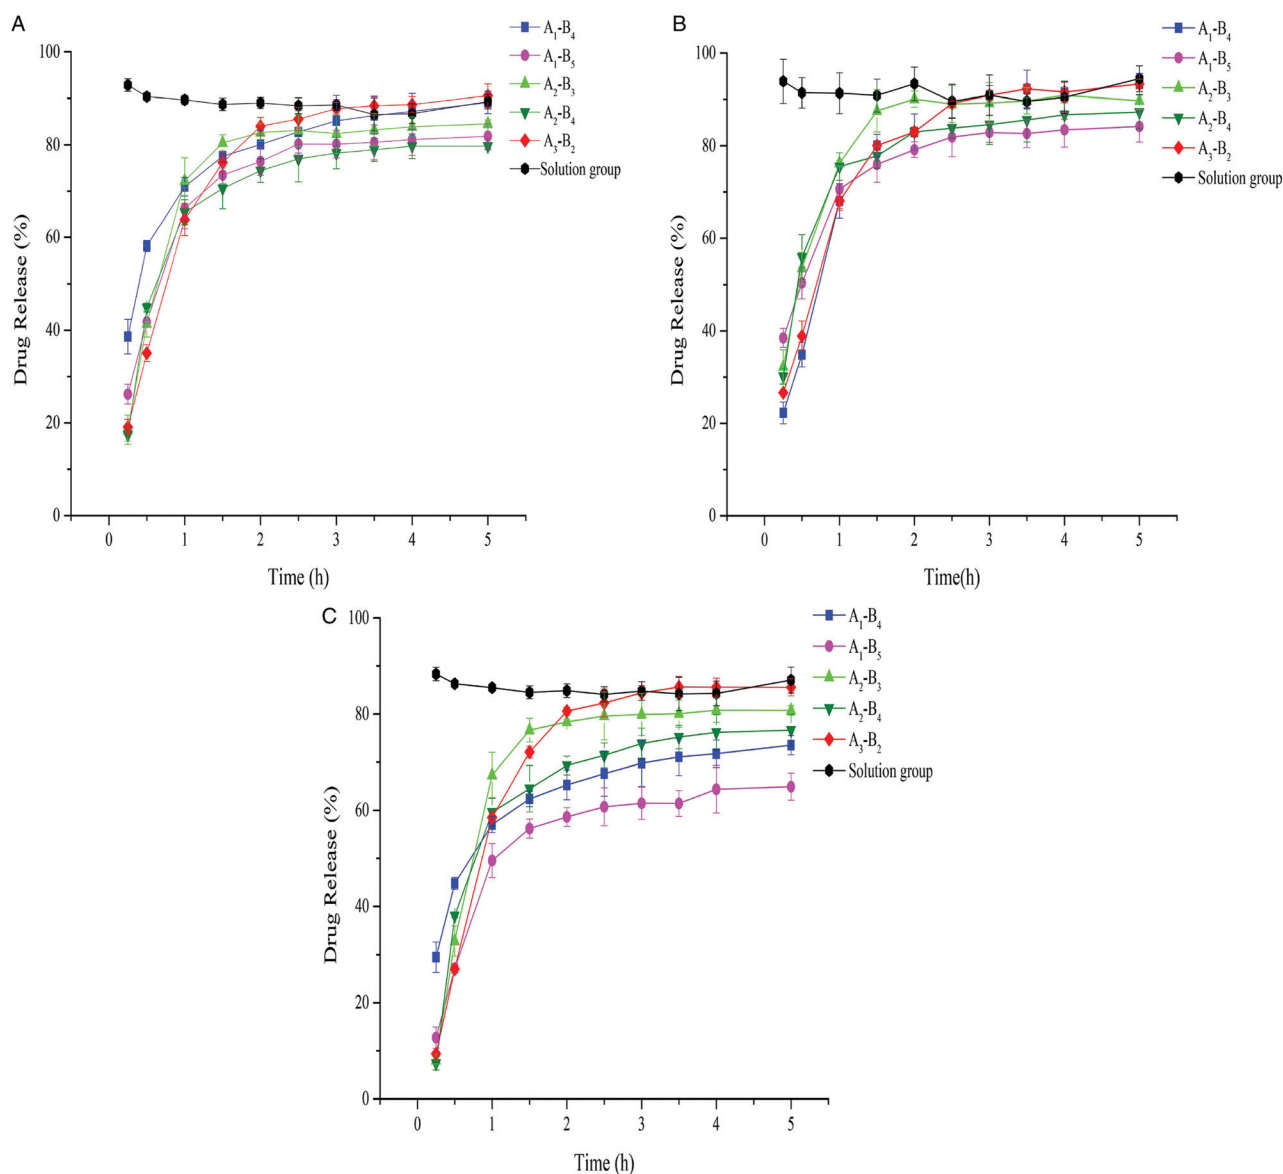 A
A₁-B₄
A₁-B₅
A₂-B₃
A₂-B₄
A₃-B₂
Solution group
100
80
60
40
20
0
Drug Release (%)
0 1 2 3 4 5
Time (h)
B
A₁-B₄
A₁-B₅
A₂-B₃
A₂-B₄
A₃-B₂
Solution group
100
80
60
40
20
0
Drug Release (%)
0 1 2 3 4 5
Time(h)
C
A₁-B₄
A₁-B₅
A₂-B₃
A₂-B₄
A₃-B₂
Solution group
100
80
60
40
20
0
Drug Release (%)
0 1 2 3 4 5
Time (h)